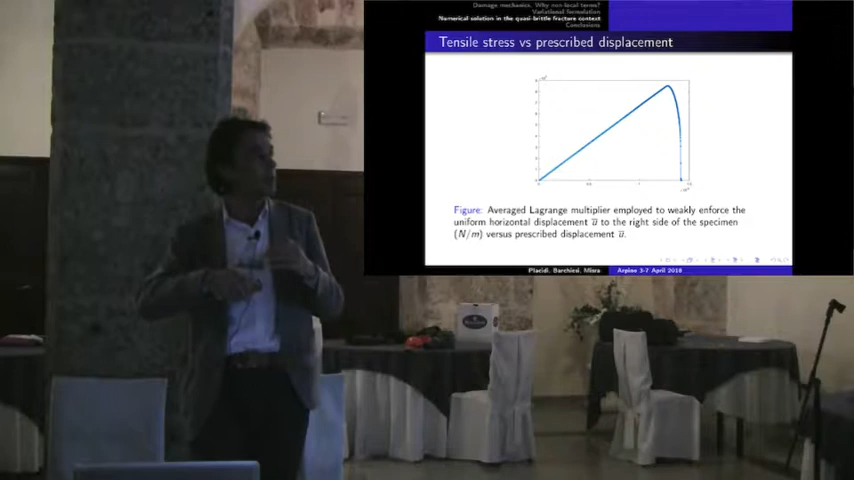 Damage mechanics. Why non-local terms?
Variational formulation
Numerical solution in the quasi-brittle fracture context
Conclusions
Tensile stress vs prescribed displacement
Figure: Averaged Lagrange multiplier employed to weakly enforce the
uniform horizontal displacement ū to the right side of the specimen
(N/m) versus prescribed displacement ū.
Placidi, Barchiesi, Misra Arpino 3-7 April 2018